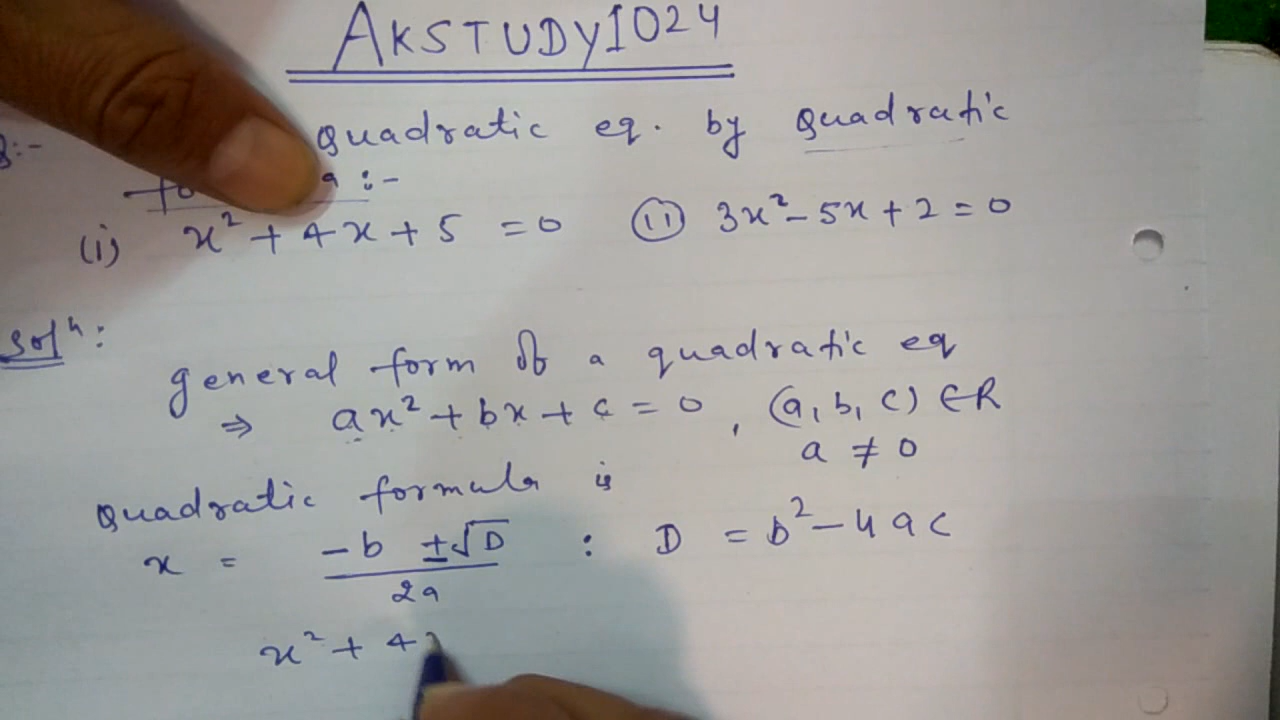 AKSTUDY1024
Quadratic eq. by Quadratic
:-
(i) x² + 4x + 5 = 0 (ii) 3x² - 5x + 2 = 0
Solⁿ:
general form of a quadratic eq
⇒ ax² + bx + c = 0 , (a, b, c) ∈ R
a ≠ 0
Quadratic formula is
x = -b ± √D / 2a : D = b² - 4ac
x² + 4